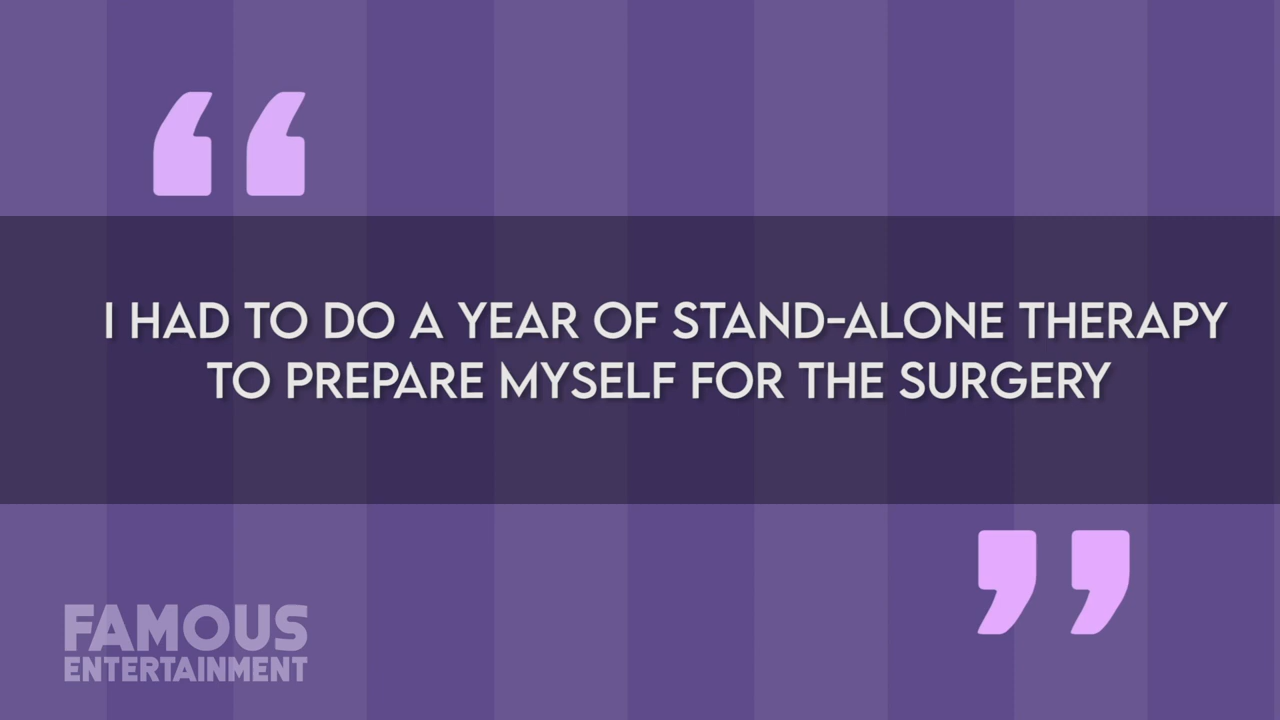 “
I HAD TO DO A YEAR OF STAND-ALONE THERAPY
TO PREPARE MYSELF FOR THE SURGERY
”
FAMOUS
ENTERTAINMENT